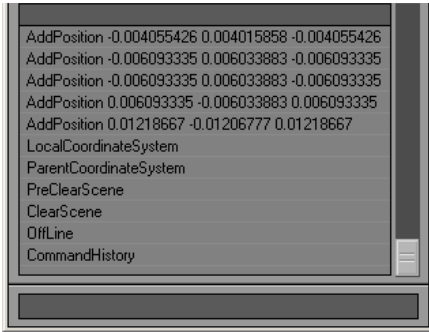 AddPosition -0.004055426 0.004015858 -0.004055426
AddPosition -0.006093335 0.006033883 -0.006093335
AddPosition -0.006093335 0.006033883 -0.006093335
AddPosition 0.006093335 -0.006033883 0.006093335
AddPosition 0.01218667 -0.01206777 0.01218667
LocalCoordinateSystem
ParentCoordinateSystem
PreClearScene
ClearScene
OffLine
CommandHistory